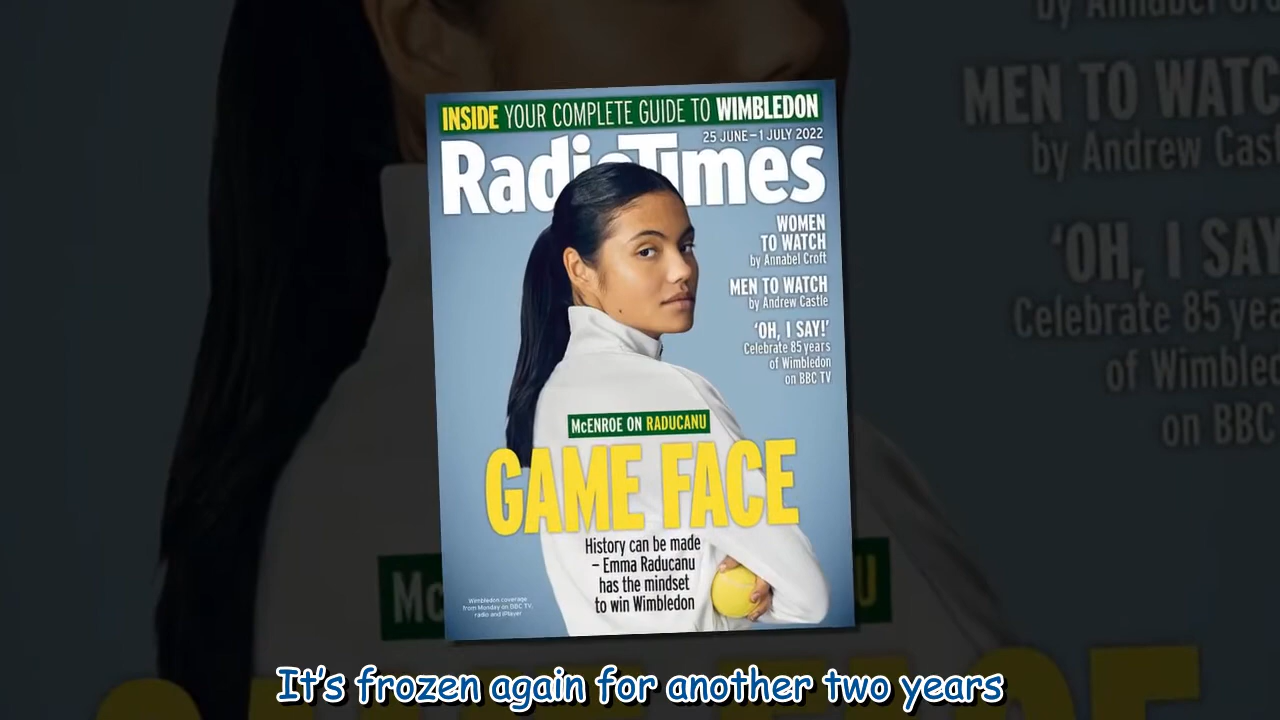 INSIDE YOUR COMPLETE GUIDE TO WIMBLEDON
25 JUNE – 1 JULY 2022
RadioTimes
WOMEN
TO WATCH
by Annabel Croft
MEN TO WATCH
by Andrew Castle
'OH, I SAY!'
Celebrate 85 years
of Wimbledon
on BBC TV
McENROE ON RADUCANU
GAME FACE
History can be made
– Emma Raducanu
has the mindset
to win Wimbledon
Wimbledon coverage
from Monday on BBC TV,
radio and iPlayer
MEN TO WATC
by Andrew Cast
'OH, I SAY
Celebrate 85 yea
of Wimbled
on BBC
Mc
U
It's frozen again for another two years